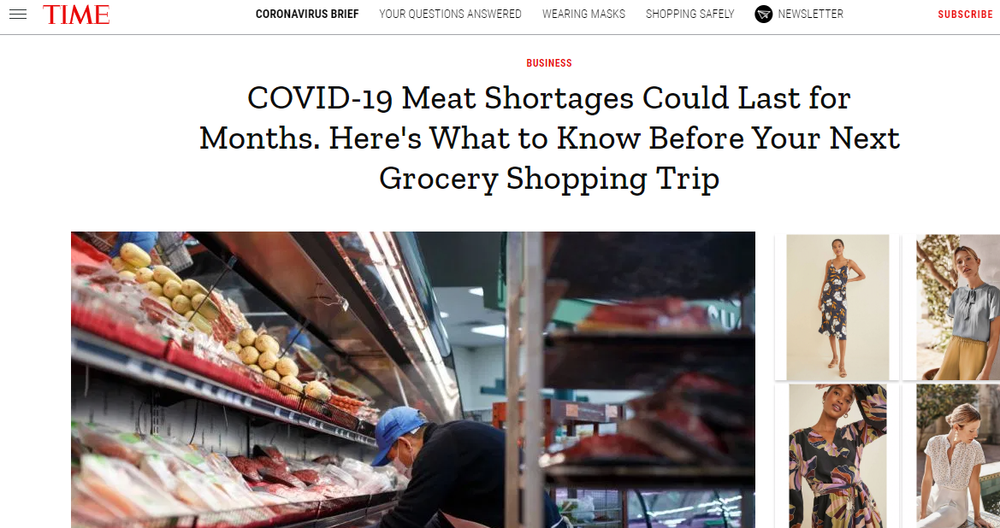 TIME
CORONAVIRUS BRIEF
YOUR QUESTIONS ANSWERED
WEARING MASKS
SHOPPING SAFELY
NEWSLETTER
SUBSCRIBE
BUSINESS
COVID-19 Meat Shortages Could Last for
Months. Here's What to Know Before Your Next
Grocery Shopping Trip